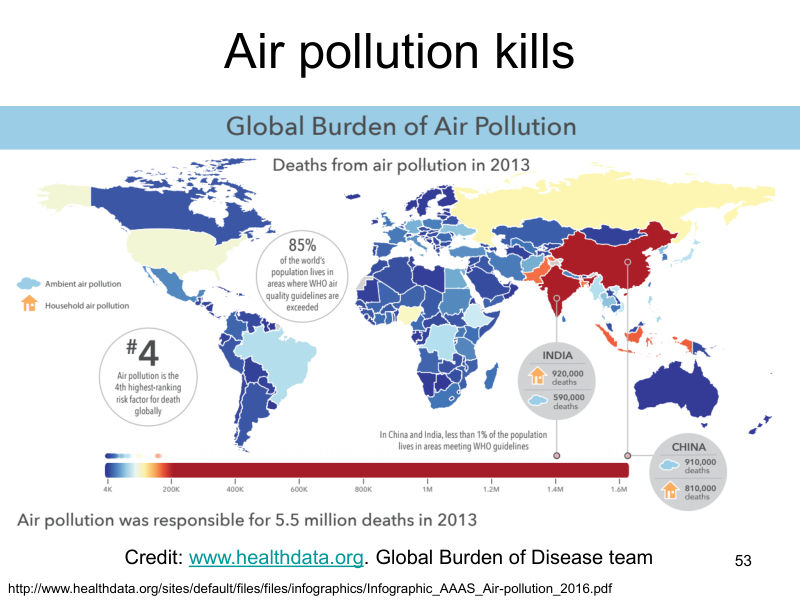 Air pollution kills
Global Burden of Air Pollution
Deaths from air pollution in 2013
85%
of the world's
population lives in
areas where WHO air
quality guidelines are
exceeded
Ambient air pollution
Household air pollution
#4
Air pollution is the
4th highest-ranking
risk factor for death
globally
INDIA
920,000
deaths
590,000
deaths
In China and India, less than 1% of the population
lives in areas meeting WHO guidelines
CHINA
910,000
deaths
810,000
deaths
4K 200K 400K 600K 800K 1M 1.2M 1.4M 1.6M
Air pollution was responsible for 5.5 million deaths in 2013
Credit: www.healthdata.org. Global Burden of Disease team
53
http://www.healthdata.org/sites/default/files/files/infographics/Infographic_AAAS_Air-pollution_2016.pdf